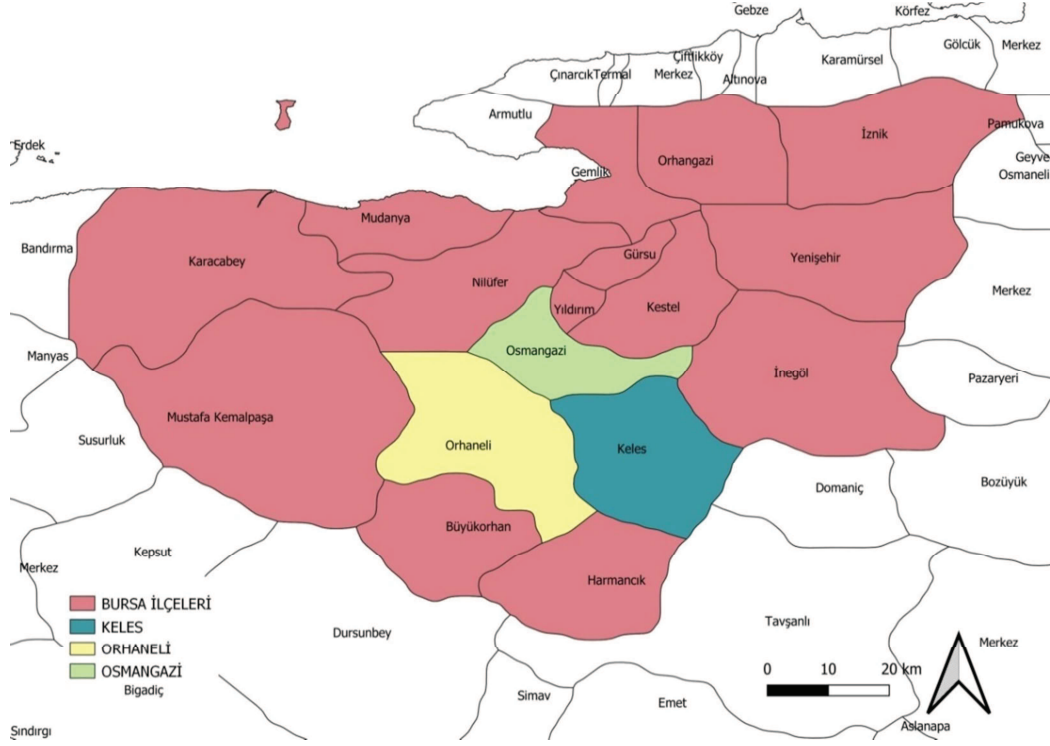 Gebze
Körfez
Çınarcık
Termal
Çiftlikköy
Merkez
Altınova
Karamürsel
Gölcük
Merkez
Armutlu
Erdek
İznik
Pamukova
Orhangazi
Geyve
Osmaneli
Gemlik
Mudanya
Bandırma
Karacabey
Nilüfer
Gürsu
Yenişehir
Merkez
Yıldırım
Kestel
Manyas
Osmangazi
İnegöl
Pazaryeri
Mustafa Kemalpaşa
Susurluk
Orhaneli
Keles
Domaniç
Bozüyük
Büyükorhan
Kepsut
Merkez
Harmancık
BURSA İLÇELERİ
KELES
ORHANELİ
OSMANGAZİ
Bigadiç
Dursunbey
Tavşanlı
Merkez
0 10 20 km
Simav
Emet
Aslanapa
Sındırgı